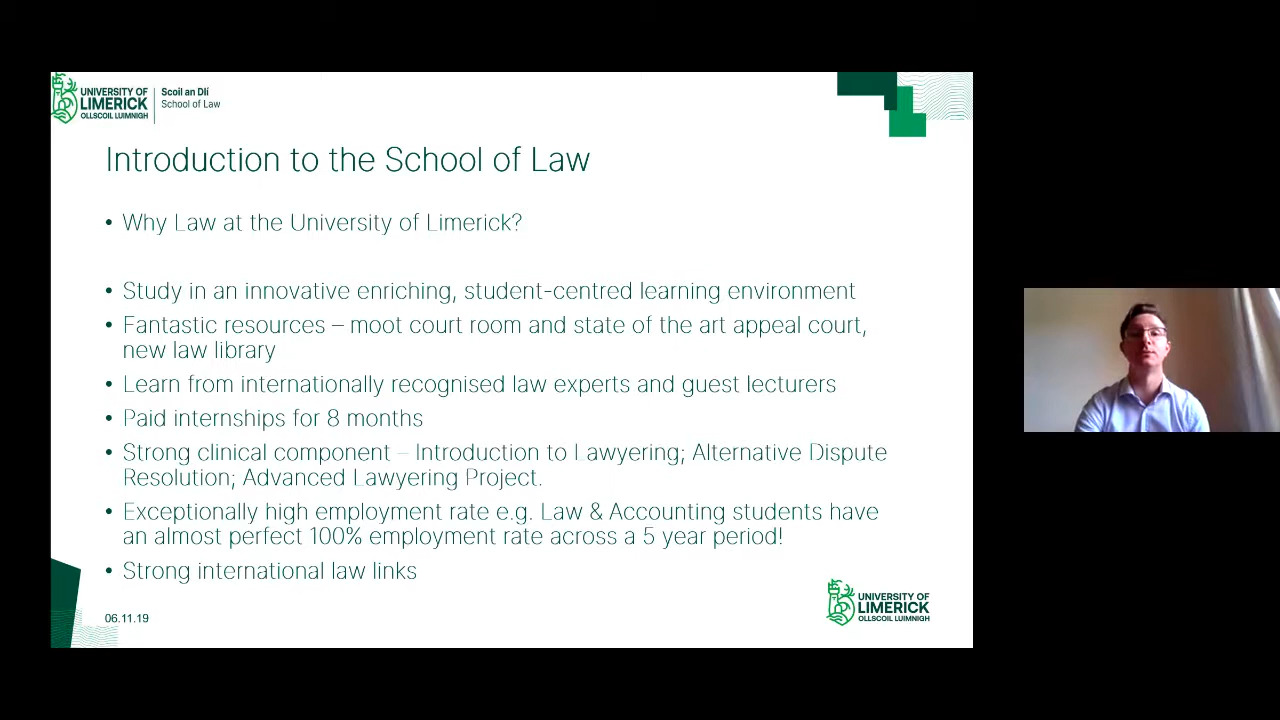 UNIVERSITY OF
LIMERICK
OLLSCOIL LUIMNIGH
Scoil an Dlí
School of Law
Introduction to the School of Law
• Why Law at the University of Limerick?
• Study in an innovative enriching, student-centred learning environment
• Fantastic resources – moot court room and state of the art appeal court,
new law library
• Learn from internationally recognised law experts and guest lecturers
• Paid internships for 8 months
• Strong clinical component – Introduction to Lawyering; Alternative Dispute
Resolution; Advanced Lawyering Project.
• Exceptionally high employment rate e.g. Law & Accounting students have
an almost perfect 100% employment rate across a 5 year period!
• Strong international law links
06.11.19
UNIVERSITY OF
LIMERICK
OLLSCOIL LUIMNIGH